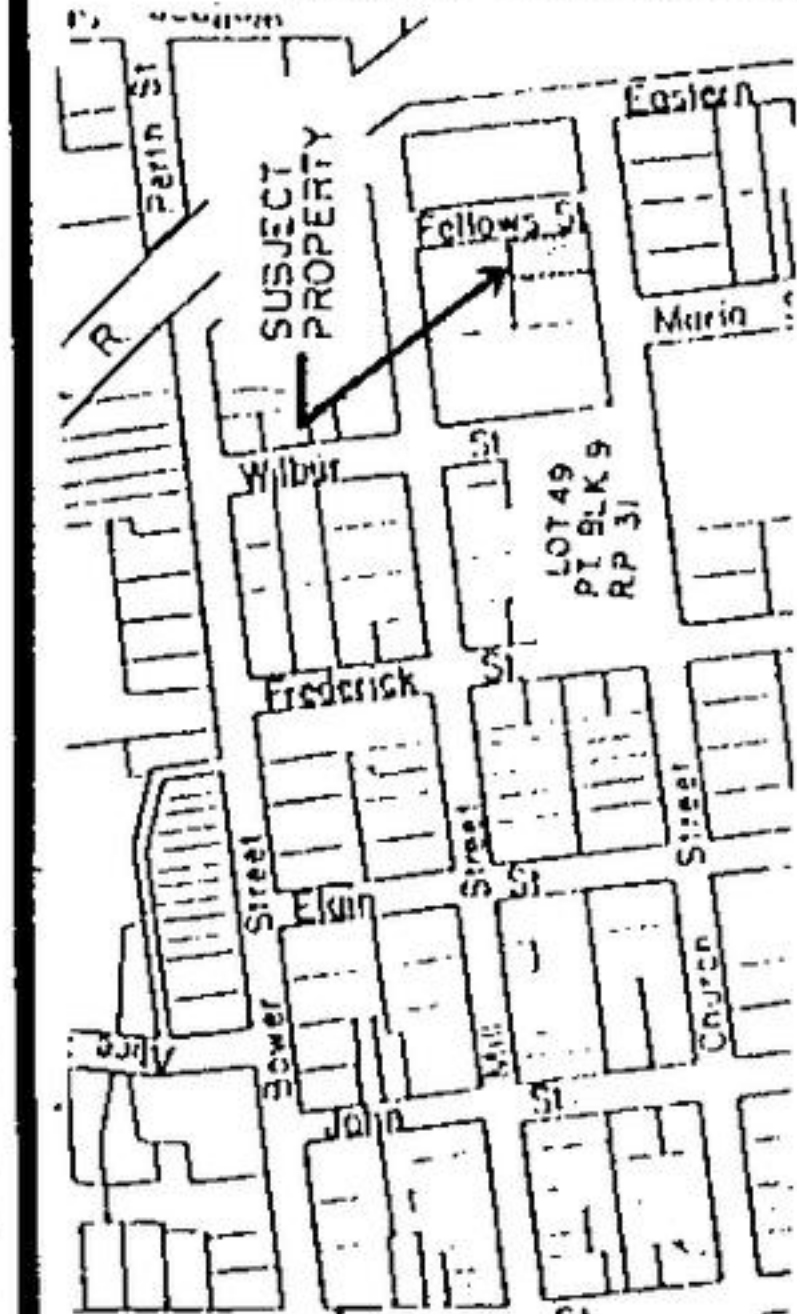 Perth St
Eastern
SUSJECT
PROPERTY
Fellows St
R.
Maria
Wilbur St
LOT 49
PT BLK 9
RP 31
Frederick St
Elgin St
Bower Street
Mill Street
Church Street
John St